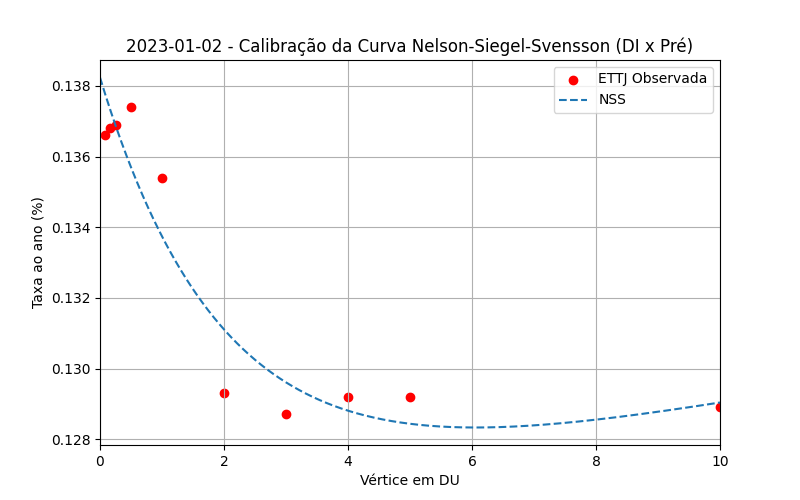 2023-01-02 - Calibração da Curva Nelson-Siegel-Svensson (DI x Pré)
ETTJ Observada
NSS
Taxa ao ano (%)
0.138
0.136
0.134
0.132
0.130
0.128
0 2 4 6 8 10
Vértice em DU